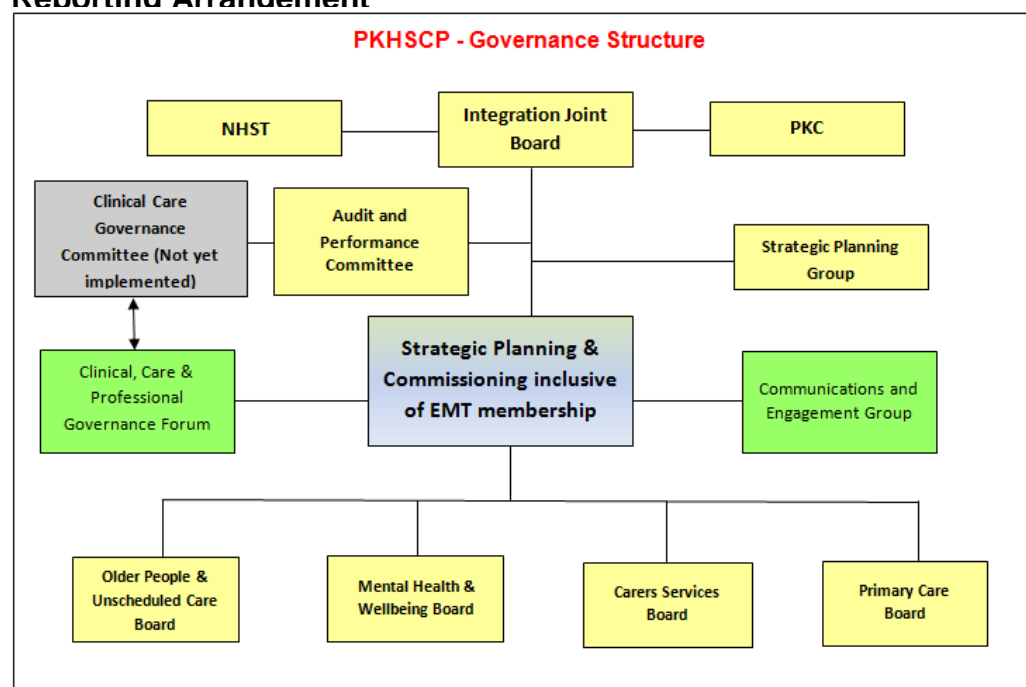 Reporting Arrangement
PKHSCP - Governance Structure
NHST
Integration Joint
Board
PKC
Clinical Care
Governance
Committee (Not yet
implemented)
Audit and
Performance
Committee
Strategic Planning
Group
Clinical, Care &
Professional
Governance Forum
Strategic Planning &
Commissioning inclusive
of EMT membership
Communications and
Engagement Group
Older People &
Unscheduled Care
Board
Mental Health &
Wellbeing Board
Carers Services
Board
Primary Care
Board